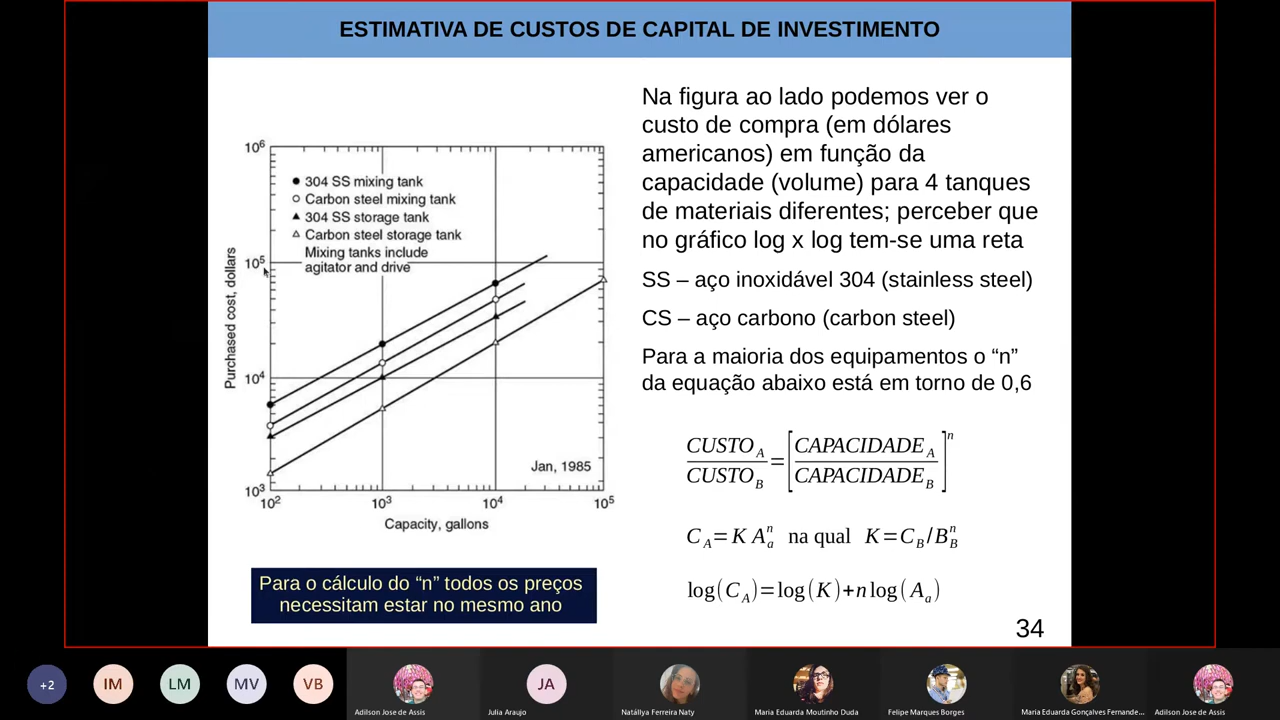 ESTIMATIVA DE CUSTOS DE CAPITAL DE INVESTIMENTO
Na figura ao lado podemos ver o
custo de compra (em dólares
americanos) em função da
capacidade (volume) para 4 tanques
de materiais diferentes; perceber que
no gráfico log x log tem-se uma reta
SS – aço inoxidável 304 (stainless steel)
CS – aço carbono (carbon steel)
Para a maioria dos equipamentos o “n”
da equação abaixo está em torno de 0,6
CUSTO_A / CUSTO_B = [CAPACIDADE_A / CAPACIDADE_B]^n
C_A = K A_a^n na qual K = C_B / B_B^n
log(C_A) = log(K) + n log(A_a)
34
10^6
10^5
10^4
10^3
Purchased cost, dollars
304 SS mixing tank
Carbon steel mixing tank
304 SS storage tank
Carbon steel storage tank
Mixing tanks include
agitator and drive
Jan, 1985
10^2 10^3 10^4 10^5
Capacity, gallons
Para o cálculo do “n” todos os preços
necessitam estar no mesmo ano
+2 IM LM MV VB JA
Adilson Jose de Assis
Julia Araujo
Natállya Ferreira Naty
Maria Eduarda Moutinho Duda
Felipe Marques Borges
Maria Eduarda Gonçalves Fernande...
Adilson Jose de Assis